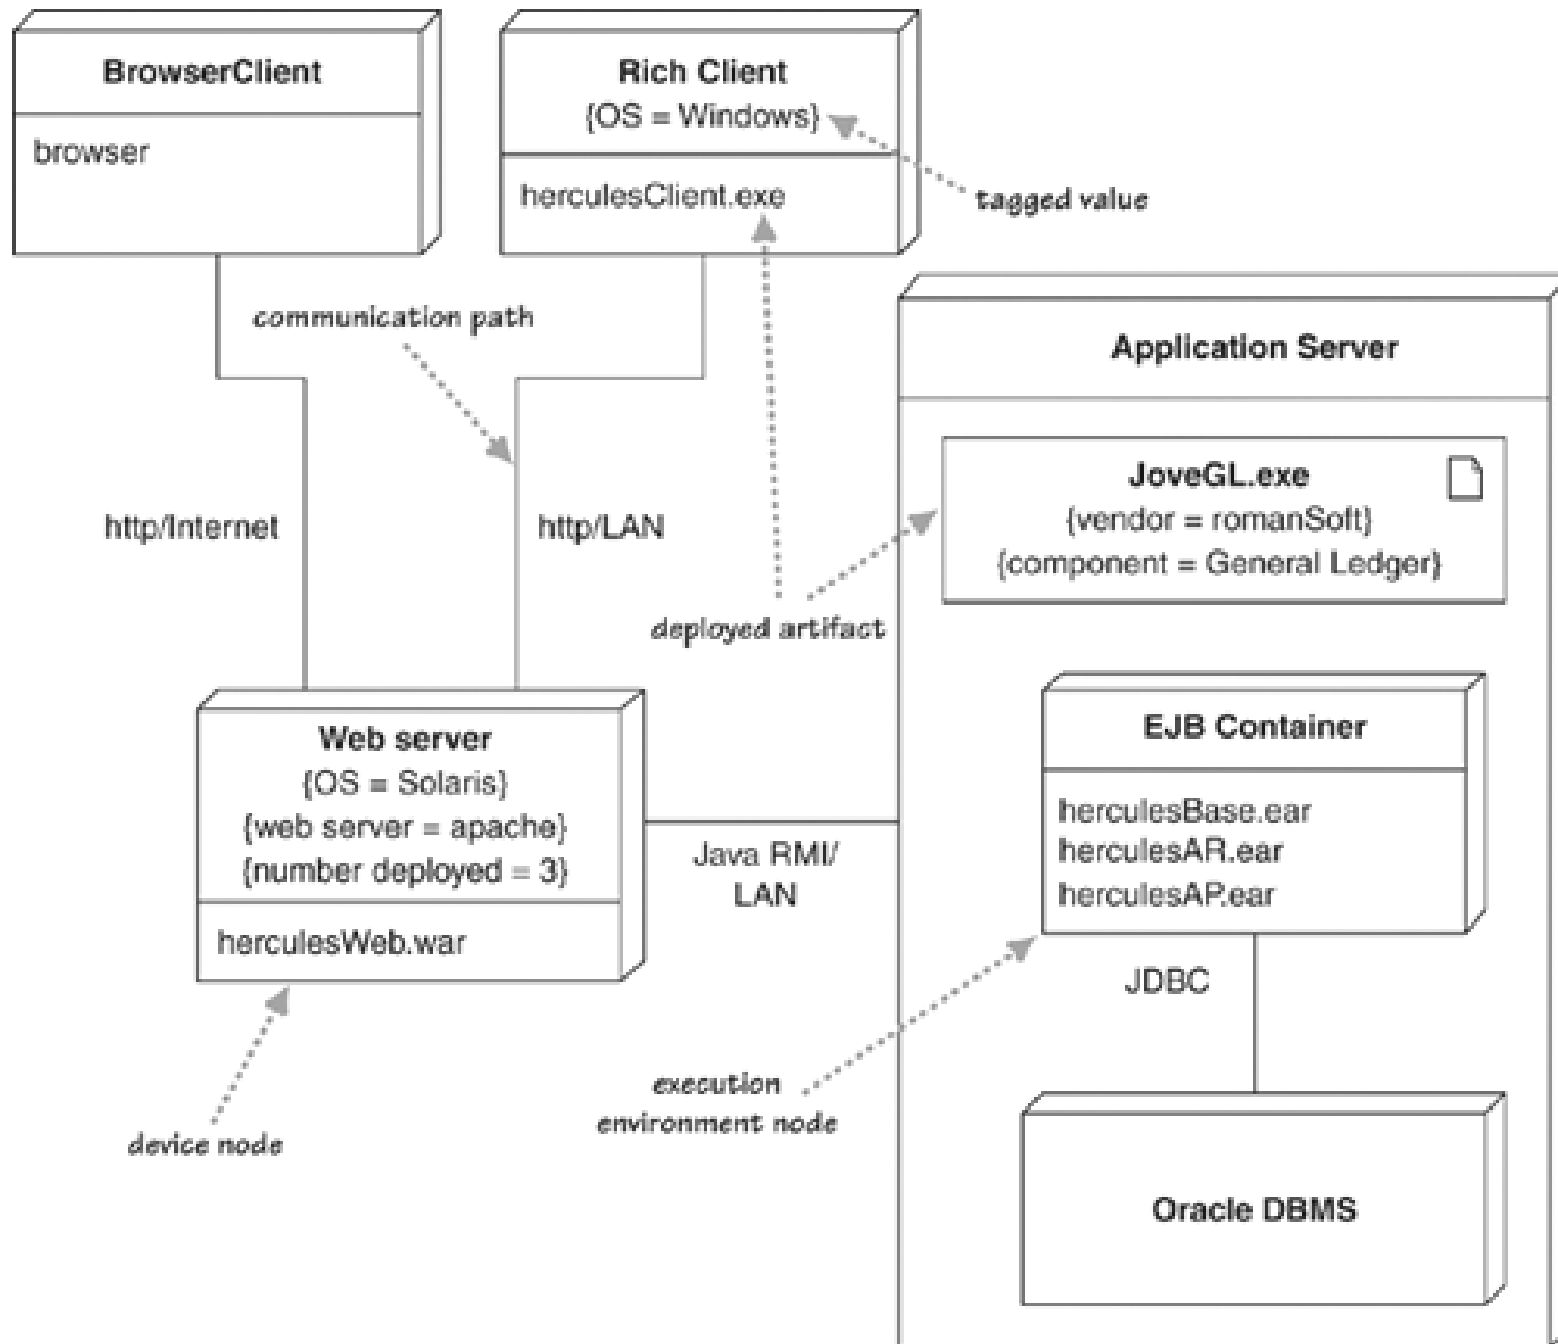 BrowserClient
browser
Rich Client
{OS = Windows}
herculesClient.exe
tagged value
communication path
http/Internet
http/LAN
deployed artifact
Application Server
JoveGL.exe
{vendor = romanSoft}
{component = General Ledger}
Web server
{OS = Solaris}
{web server = apache}
{number deployed = 3}
herculesWeb.war
Java RMI/
LAN
EJB Container
herculesBase.ear
herculesAR.ear
herculesAP.ear
JDBC
device node
execution
environment node
Oracle DBMS